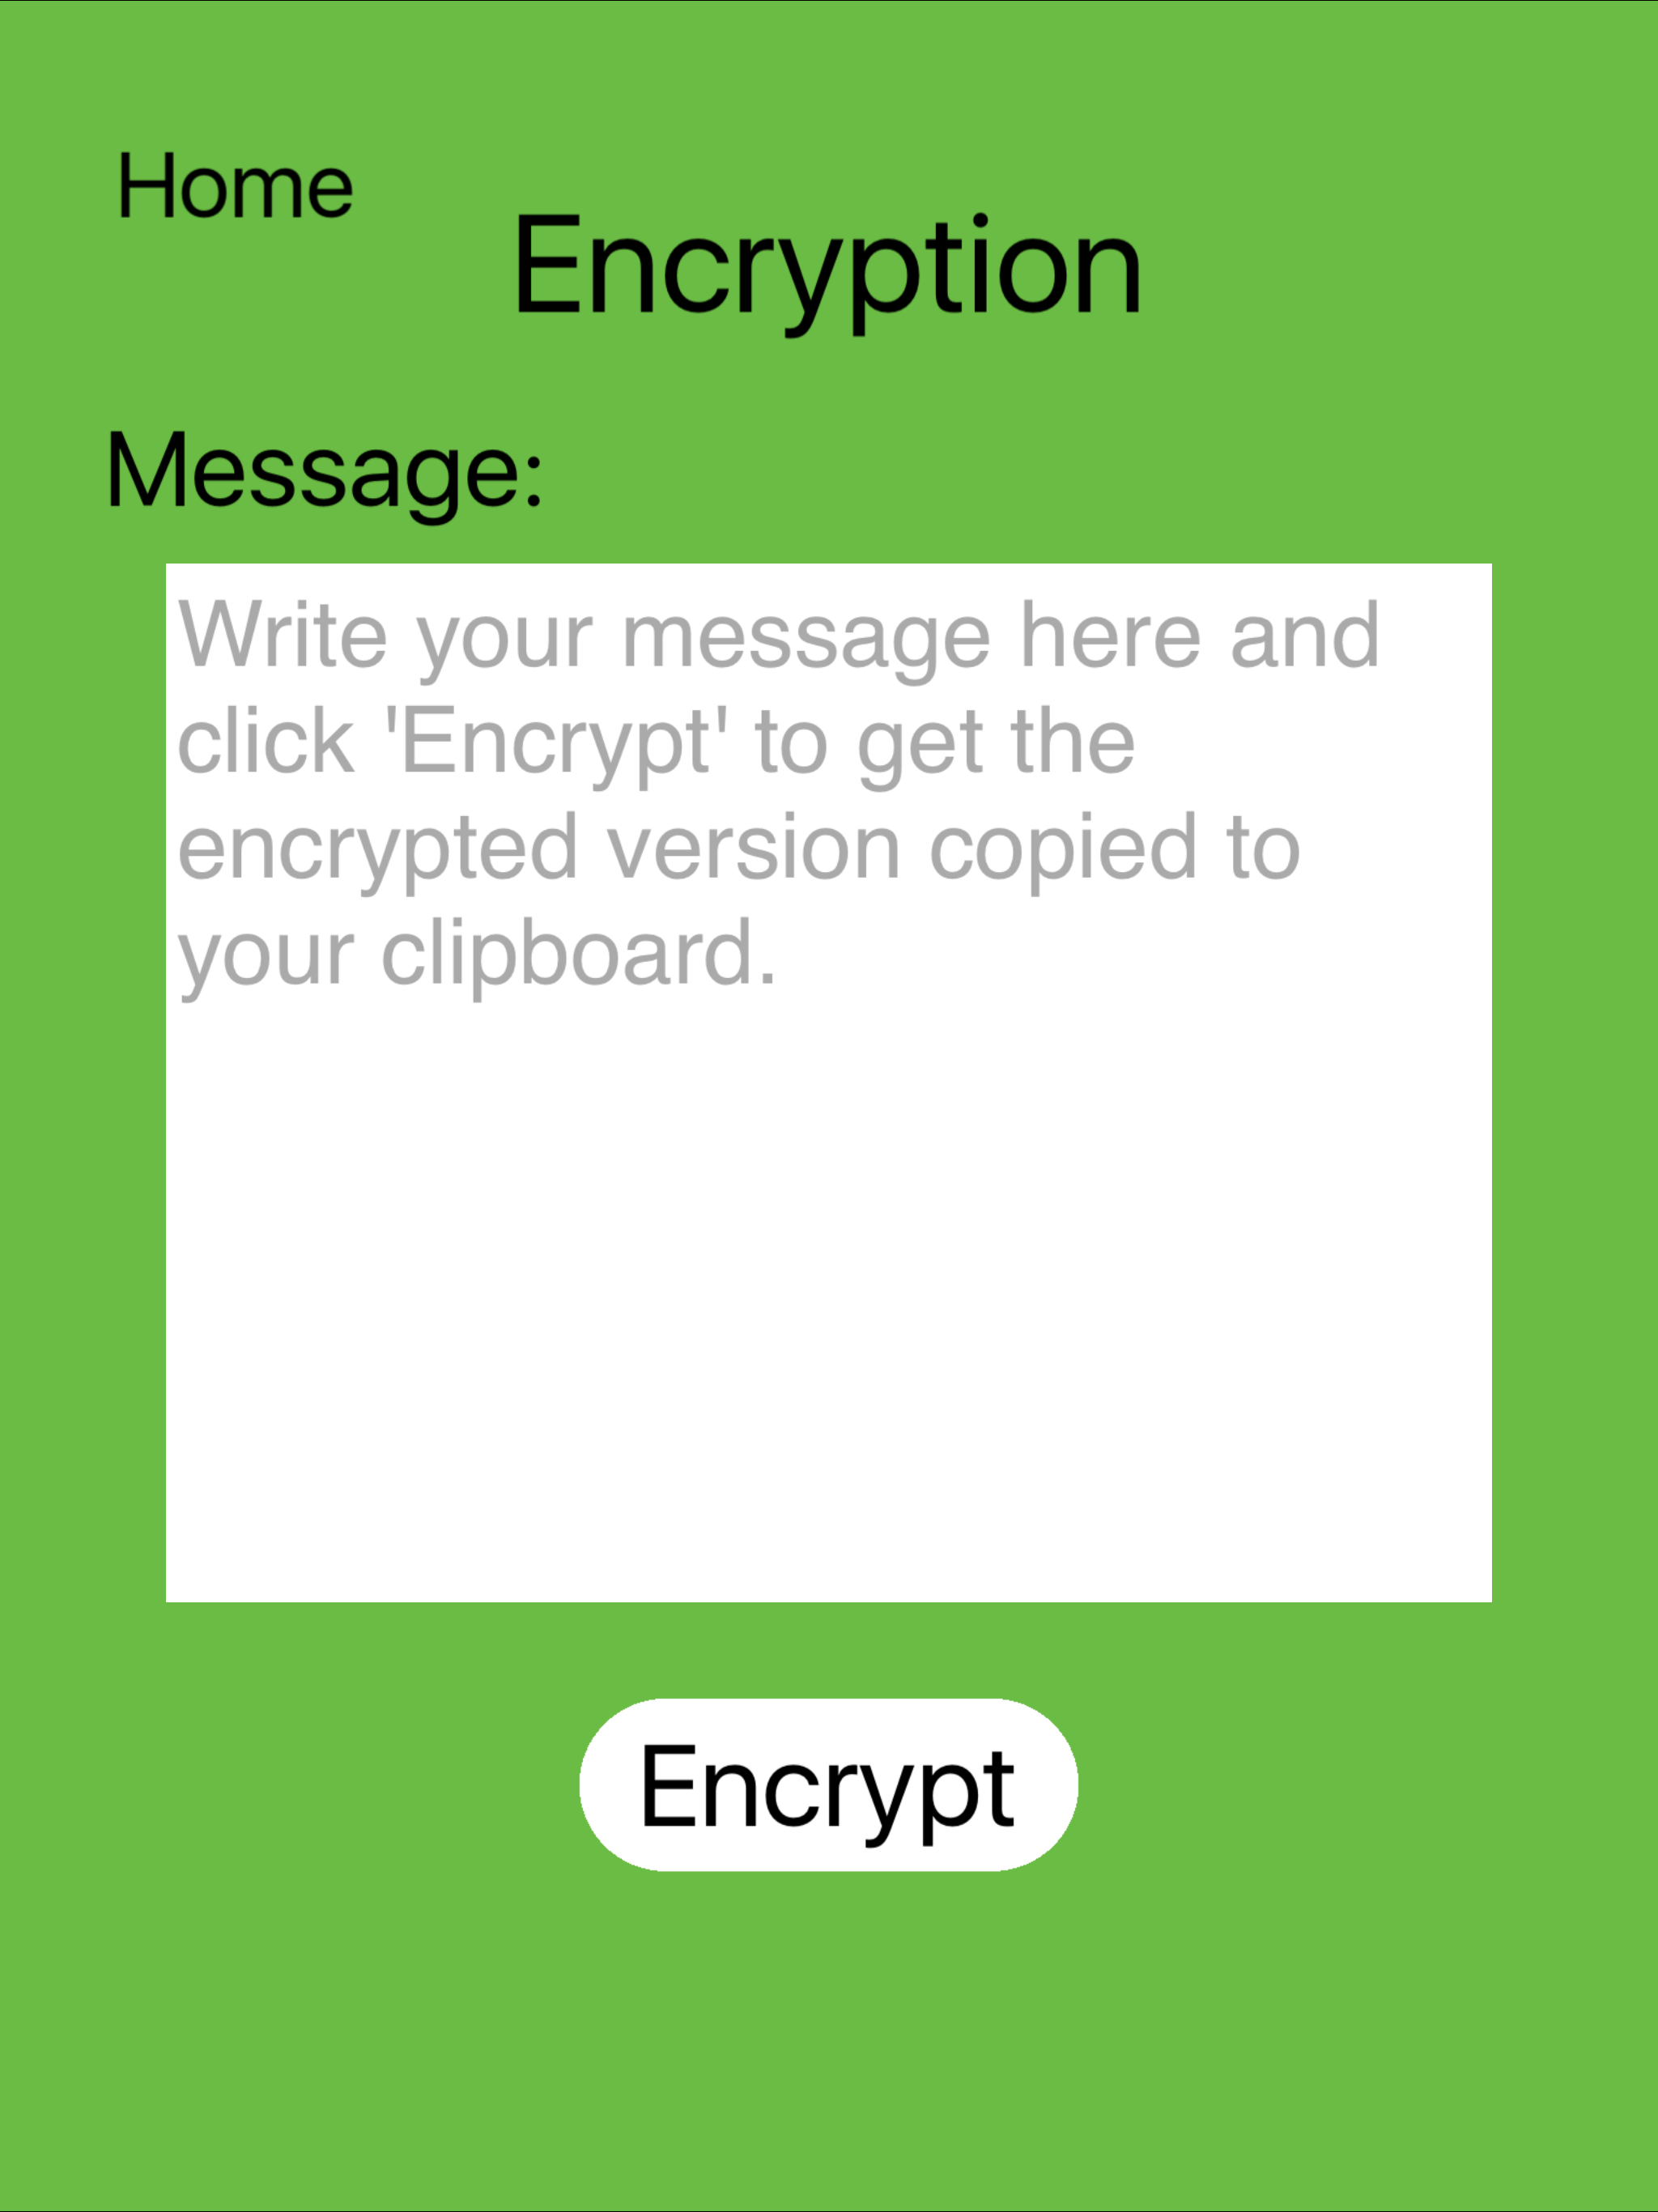 Home
Encryption
Message:
Write your message here and
click 'Encrypt' to get the
encrypted version copied to
your clipboard.
Encrypt